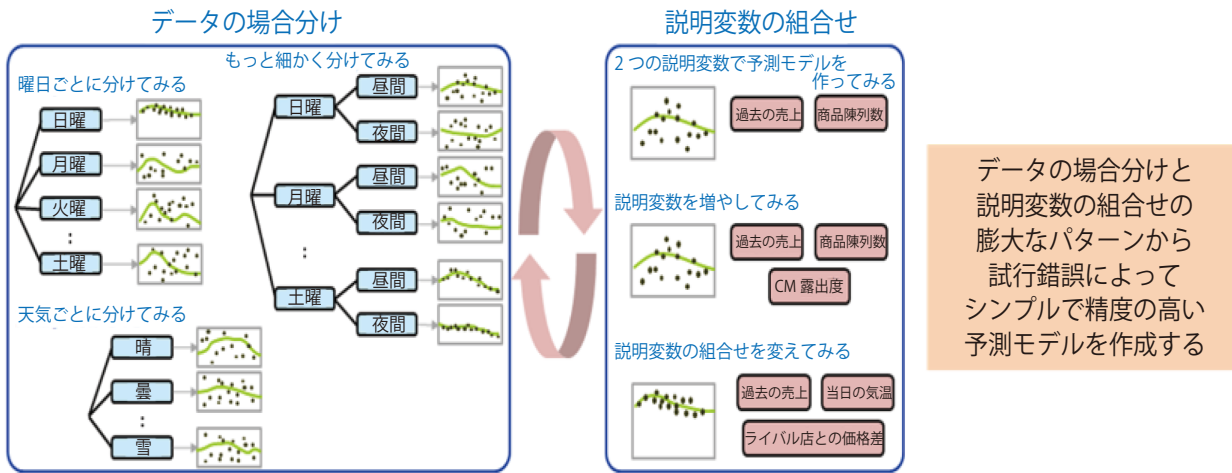 データの場合分け
曜日ごとに分けてみる
日曜
月曜
火曜
:
土曜
天気ごとに分けてみる
晴
曇
:
雪
もっと細かく分けてみる
日曜
昼間
夜間
月曜
昼間
夜間
:
土曜
昼間
夜間
説明変数の組合せ
2つの説明変数で予測モデルを
作ってみる
過去の売上
商品陳列数
説明変数を増やしてみる
過去の売上
商品陳列数
CM 露出度
説明変数の組合せを変えてみる
過去の売上
当日の気温
ライバル店との価格差
データの場合分けと
説明変数の組合せの
膨大なパターンから
試行錯誤によって
シンプルで精度の高い
予測モデルを作成する